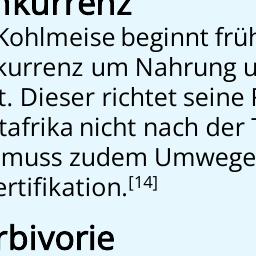 nkurrenz
Kohlmeise beginnt früh
kurrenz um Nahrung u
t. Dieser richtet seine F
tafrika nicht nach der T
muss zudem Umwege
ertifikation.[14]
rbivorie